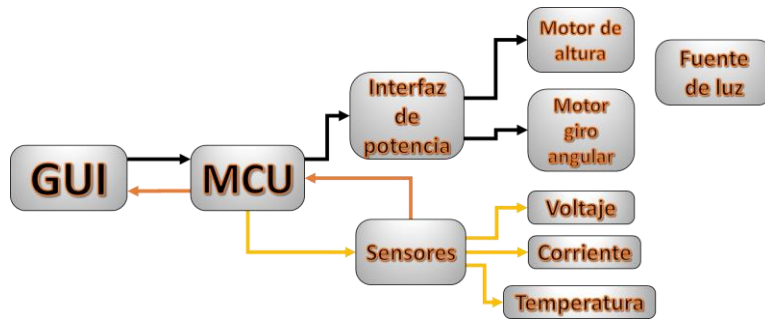 GUI
MCU
Interfaz
de
potencia
Motor de
altura
Motor
giro
angular
Fuente
de luz
Sensores
Voltaje
Corriente
Temperatura